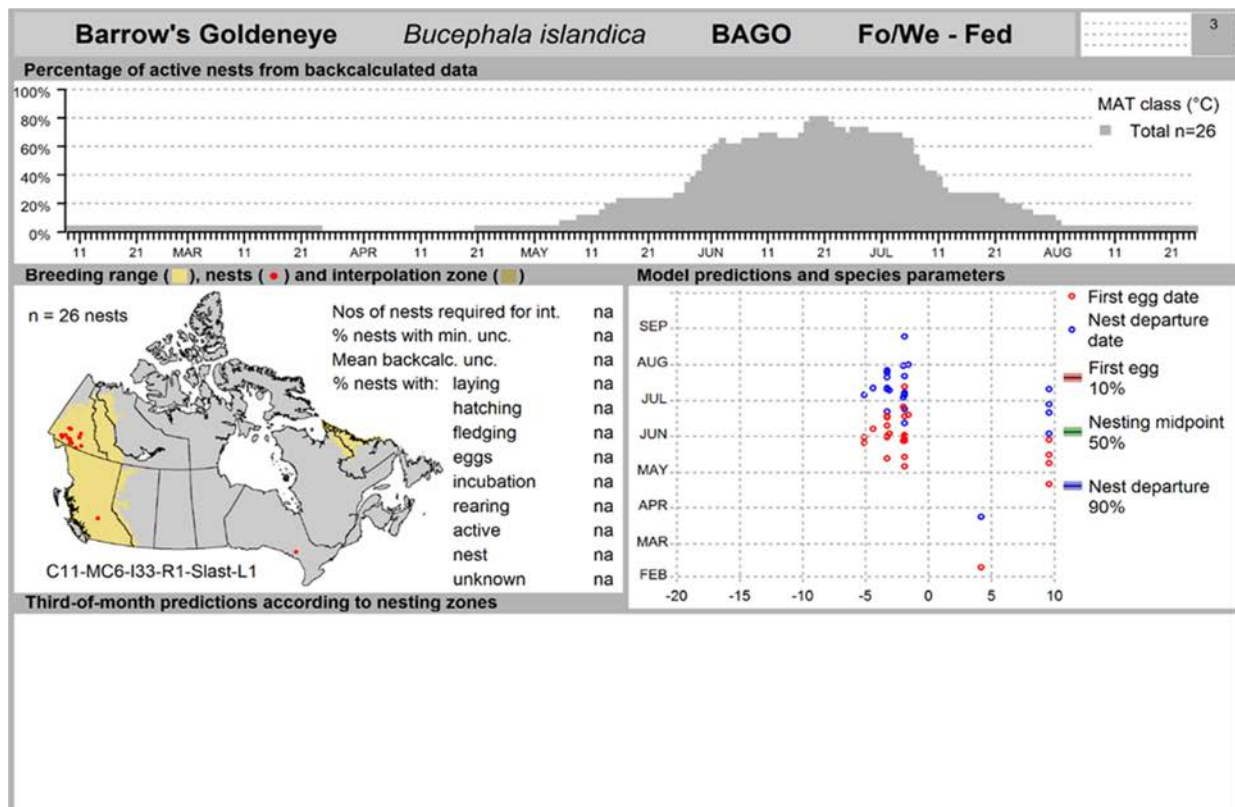 Barrow's Goldeneye Bucephala islandica BAGO Fo/We - Fed 3
Percentage of active nests from backcalculated data
100%
80%
60%
40%
20%
0%
11 21 MAR 11 21 APR 11 21 MAY 11 21 JUN 11 21 JUL 11 21 AUG 11 21
MAT class (°C)
Total n=26
Breeding range ( ), nests ( ) and interpolation zone ( )
n = 26 nests
Nos of nests required for int. na
% nests with min. unc. na
Mean backcalc. unc. na
% nests with: laying na
hatching na
fledging na
eggs na
incubation na
rearing na
active na
nest na
unknown na
C11-MC6-I33-R1-Slast-L1
Model predictions and species parameters
SEP
AUG
JUL
JUN
MAY
APR
MAR
FEB
-20 -15 -10 -5 0 5 10
First egg date
Nest departure
date
First egg
10%
Nesting midpoint
50%
Nest departure
90%
Third-of-month predictions according to nesting zones